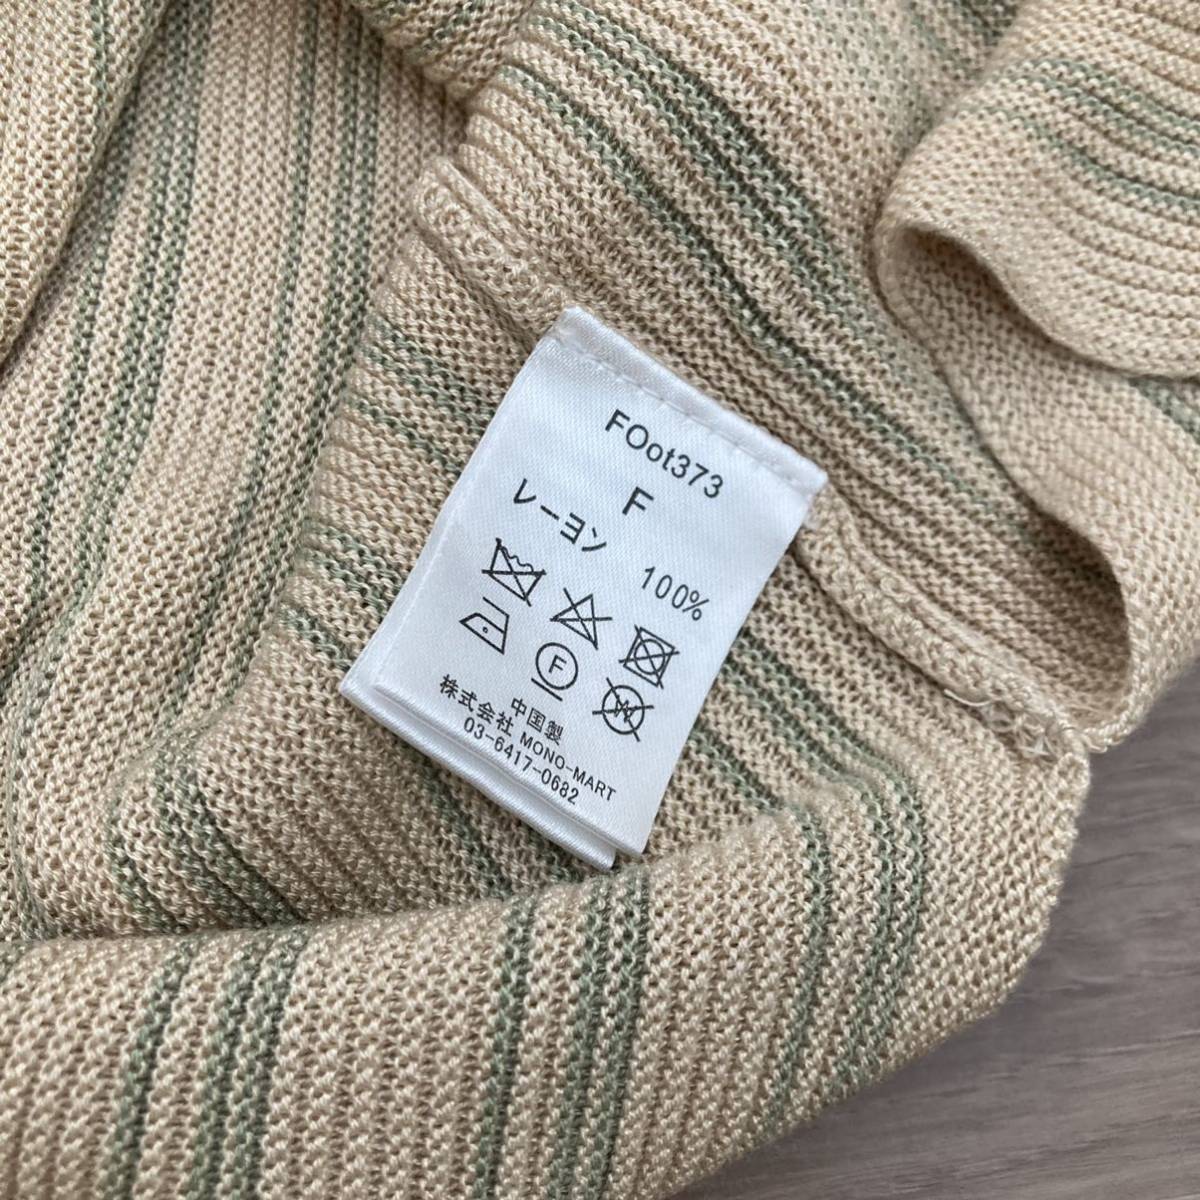 FOot373
F
レーヨン 100%
F
W
中国製
株式会社 MONO-MART
03-6417-0682